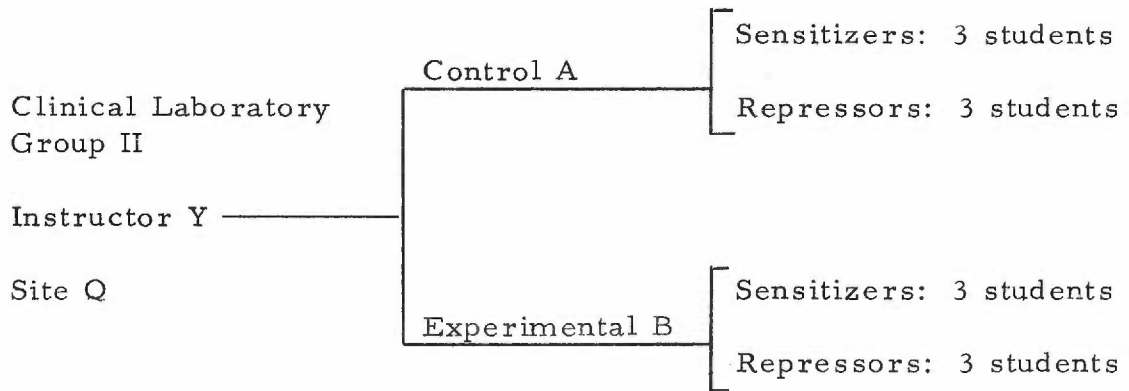 Clinical Laboratory
Group II
Instructor Y
Site Q
Control A
Sensitizers: 3 students
Repressors: 3 students
Experimental B
Sensitizers: 3 students
Repressors: 3 students